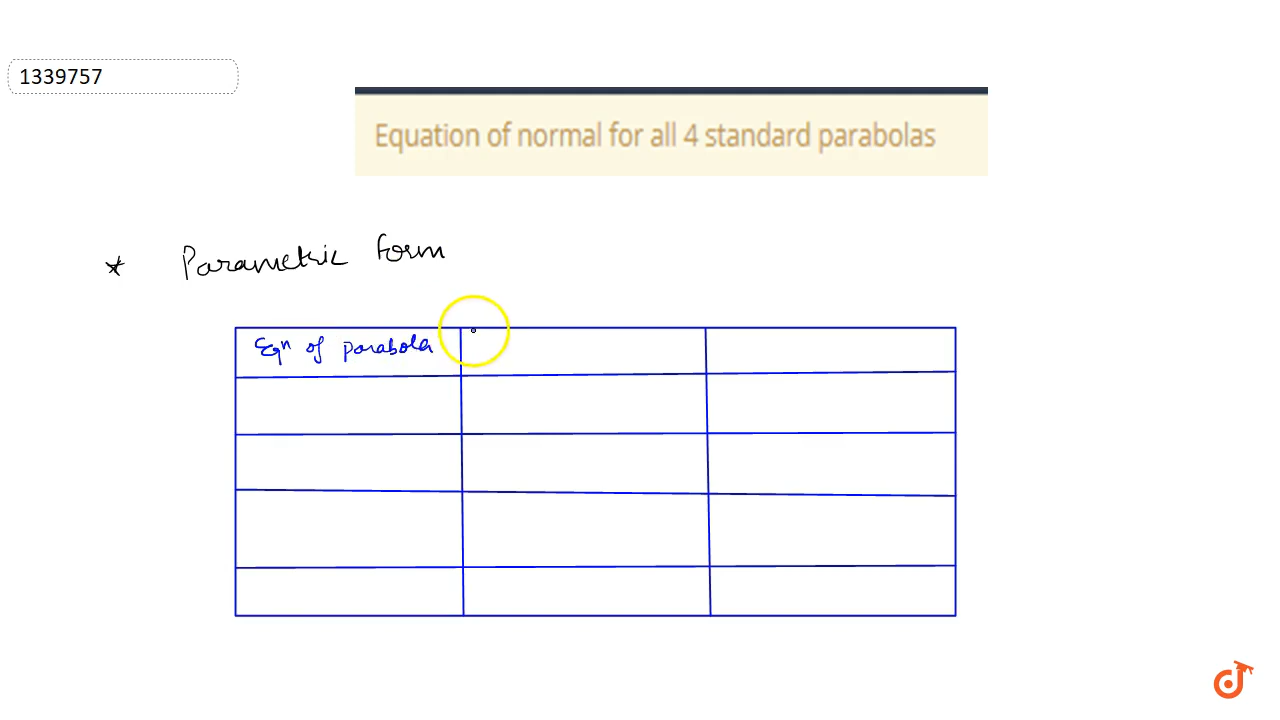 1339757
Equation of normal for all 4 standard parabolas
* Parametric form
Eqⁿ of parabola